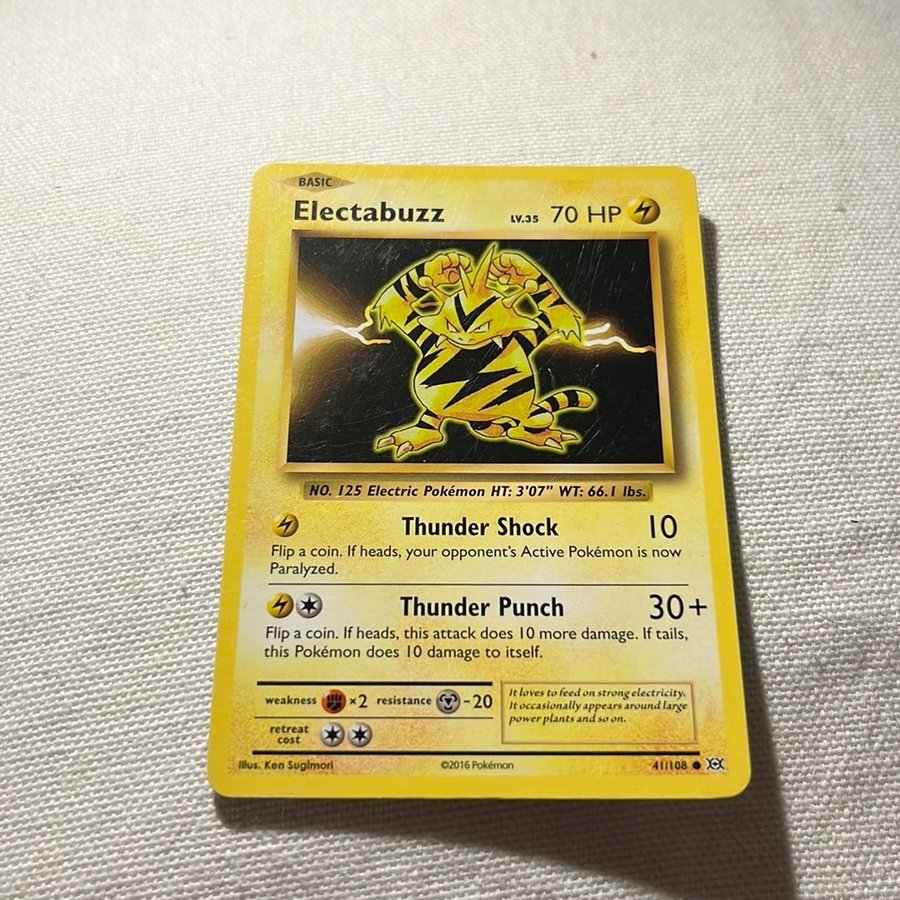 BASIC
Electabuzz LV.35 70 HP
NO. 125 Electric Pokémon HT: 3'07" WT: 66.1 lbs.
Thunder Shock 10
Flip a coin. If heads, your opponent's Active Pokémon is now
Paralyzed.
Thunder Punch 30+
Flip a coin. If heads, this attack does 10 more damage. If tails,
this Pokémon does 10 damage to itself.
weakness ×2 resistance -20
retreat
cost
It loves to feed on strong electricity.
It occasionally appears around large
power plants and so on.
Illus. Ken Sugimori ©2016 Pokémon 41/108